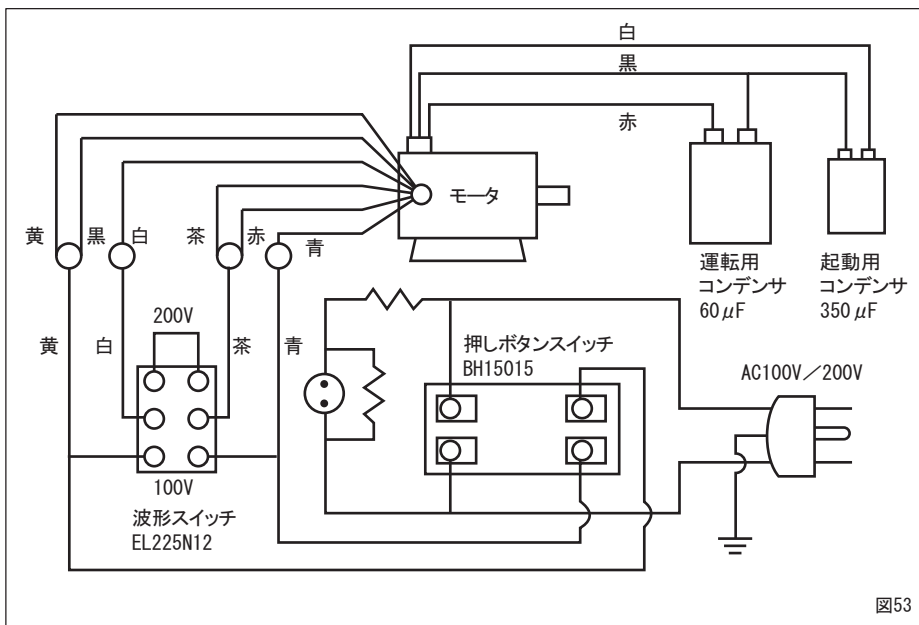 白
黒
赤
モータ
黄
黒
白
茶
赤
青
運転用
コンデンサ
60μF
起動用
コンデンサ
350μF
200V
黄
白
茶
青
押しボタンスイッチ
BH15015
AC100V／200V
100V
波形スイッチ
EL225N12
図53